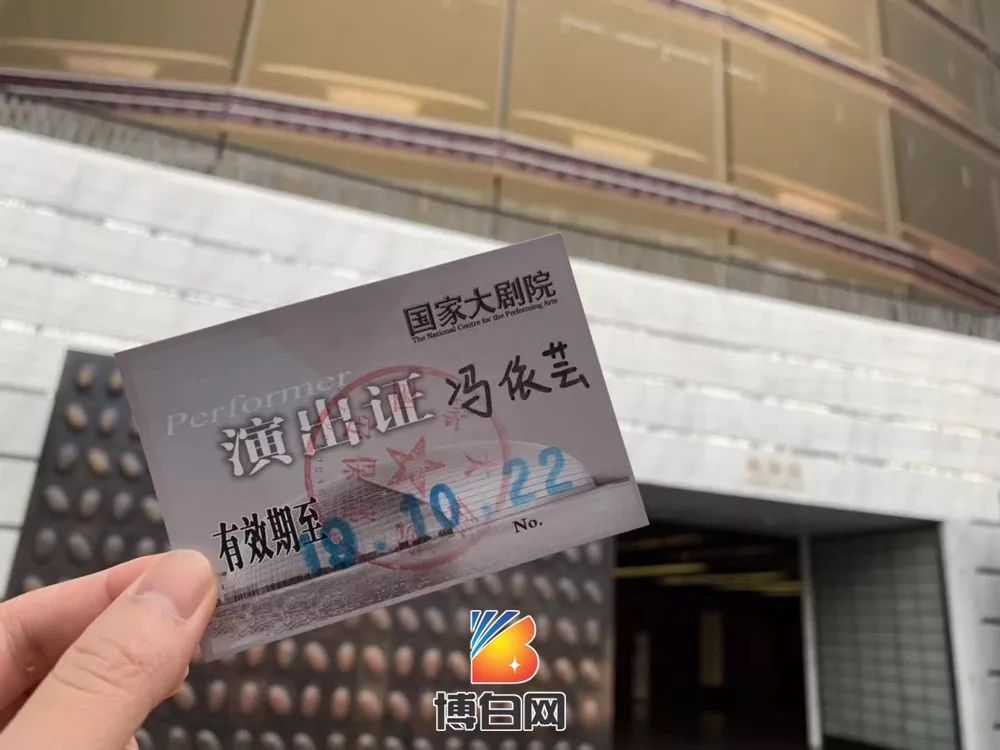 国家大剧院
The National Centre for the Performing Arts
Performer
演出证 冯依芸
有效期至 19.10.22
No.
博白网